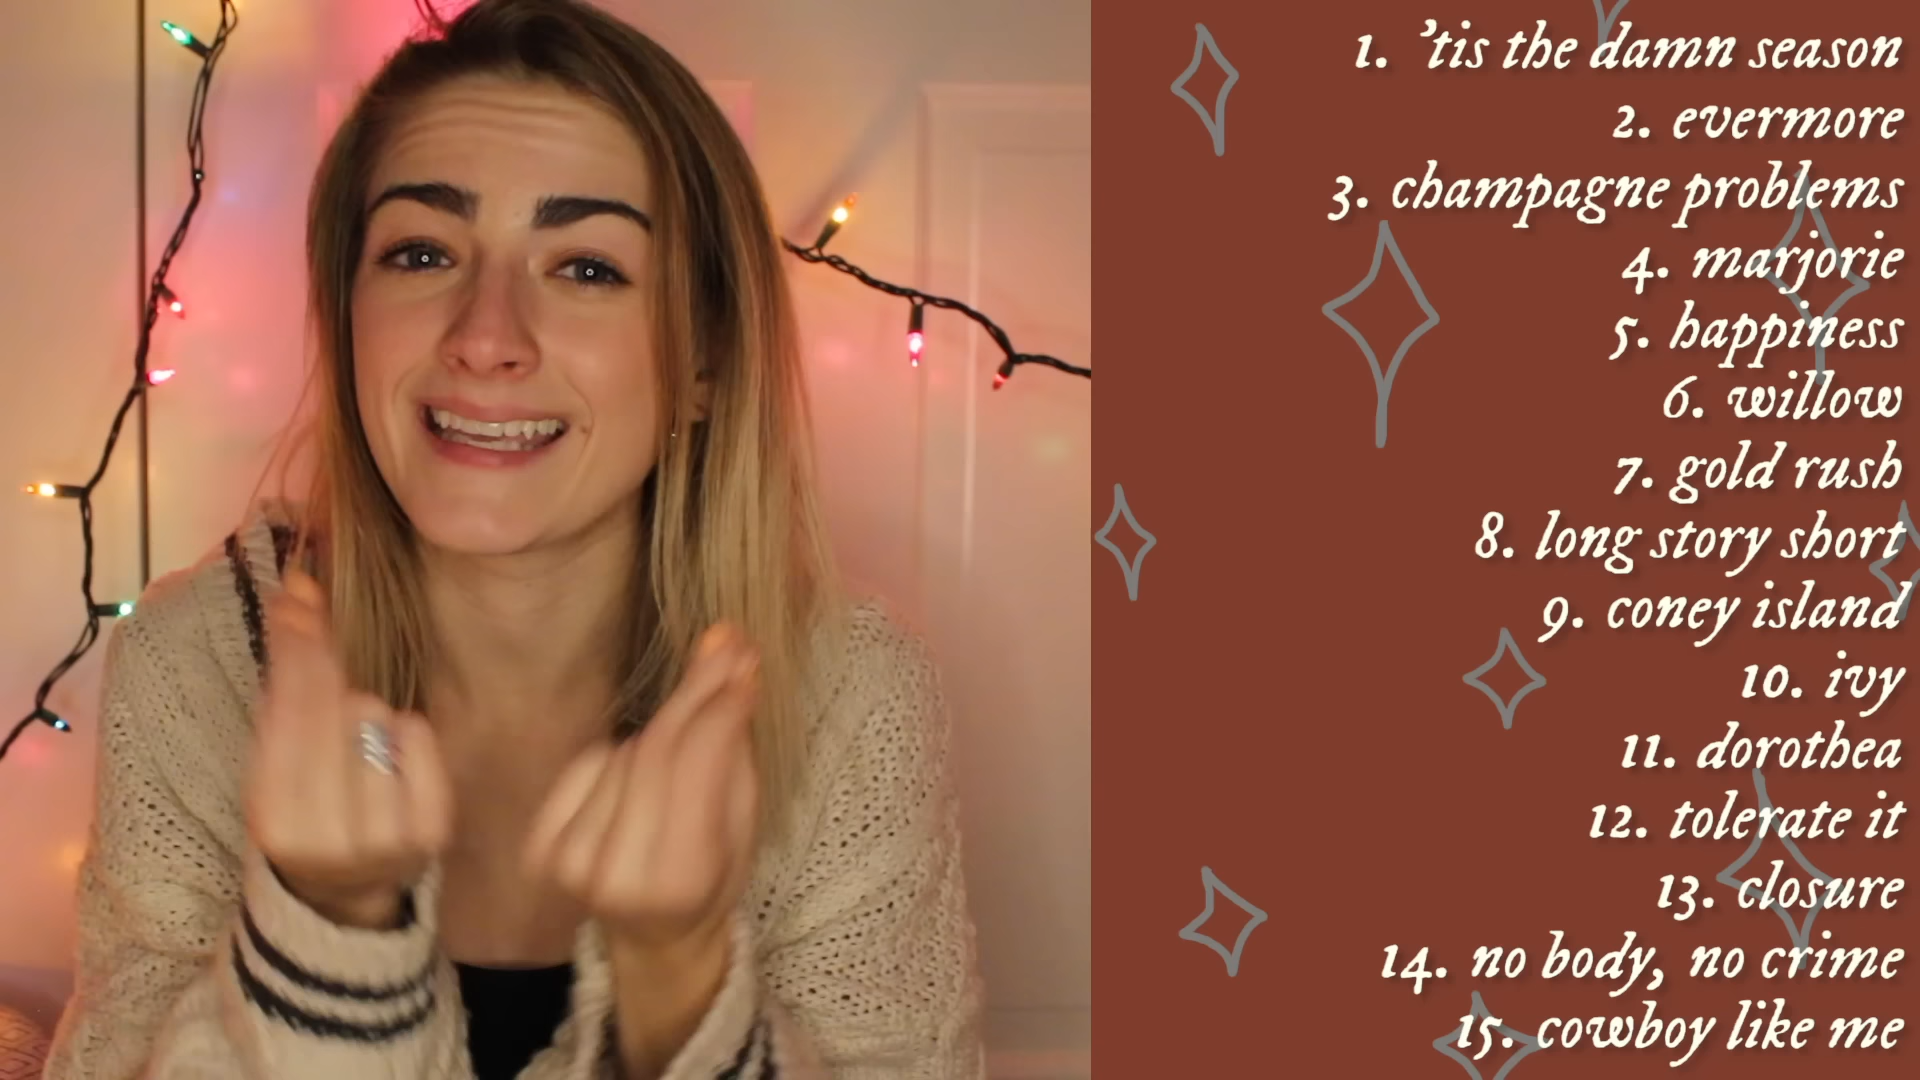 1. 'tis the damn season
2. evermore
3. champagne problems
4. marjorie
5. happiness
6. willow
7. gold rush
8. long story short
9. coney island
10. ivy
11. dorothea
12. tolerate it
13. closure
14. no body, no crime
15. cowboy like me